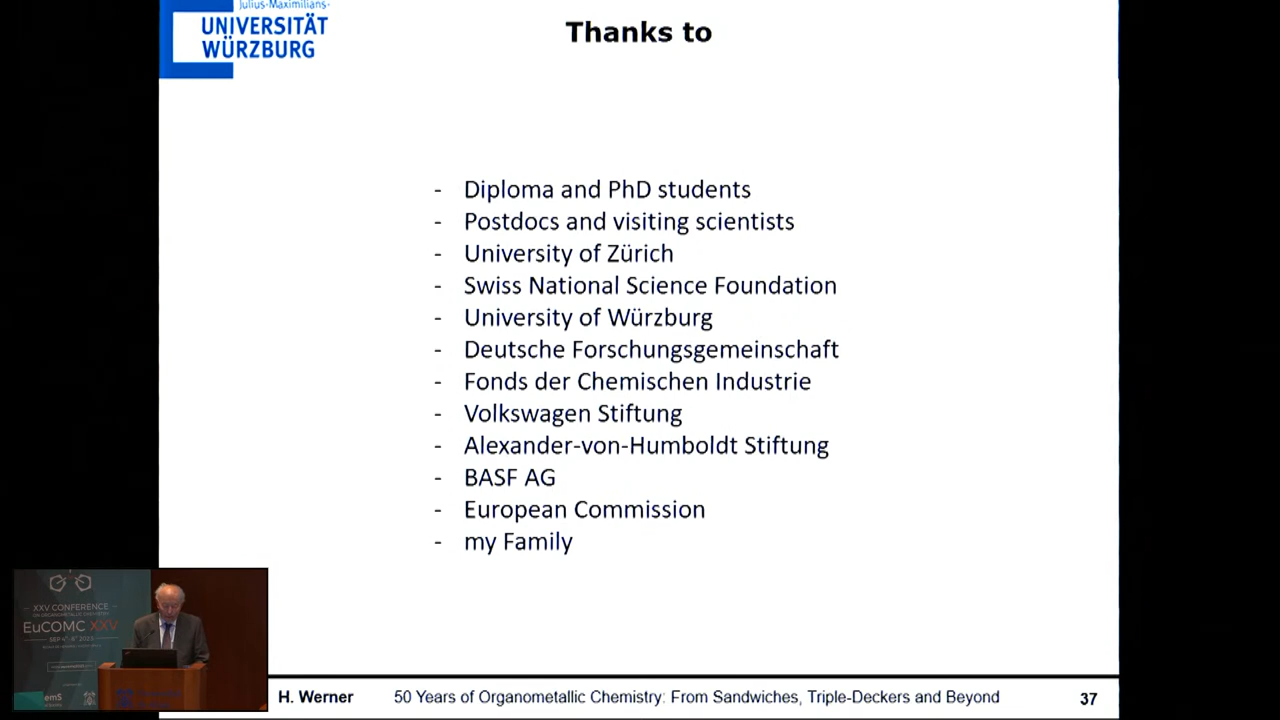 Julius-Maximilians-
UNIVERSITÄT
WÜRZBURG
Thanks to
- Diploma and PhD students
- Postdocs and visiting scientists
- University of Zürich
- Swiss National Science Foundation
- University of Würzburg
- Deutsche Forschungsgemeinschaft
- Fonds der Chemischen Industrie
- Volkswagen Stiftung
- Alexander-von-Humboldt Stiftung
- BASF AG
- European Commission
- my Family
XXV CONFERENCE
ON ORGANOMETALLIC CHEMISTRY
EuCOMC XXV
H. Werner
50 Years of Organometallic Chemistry: From Sandwiches, Triple-Deckers and Beyond
37